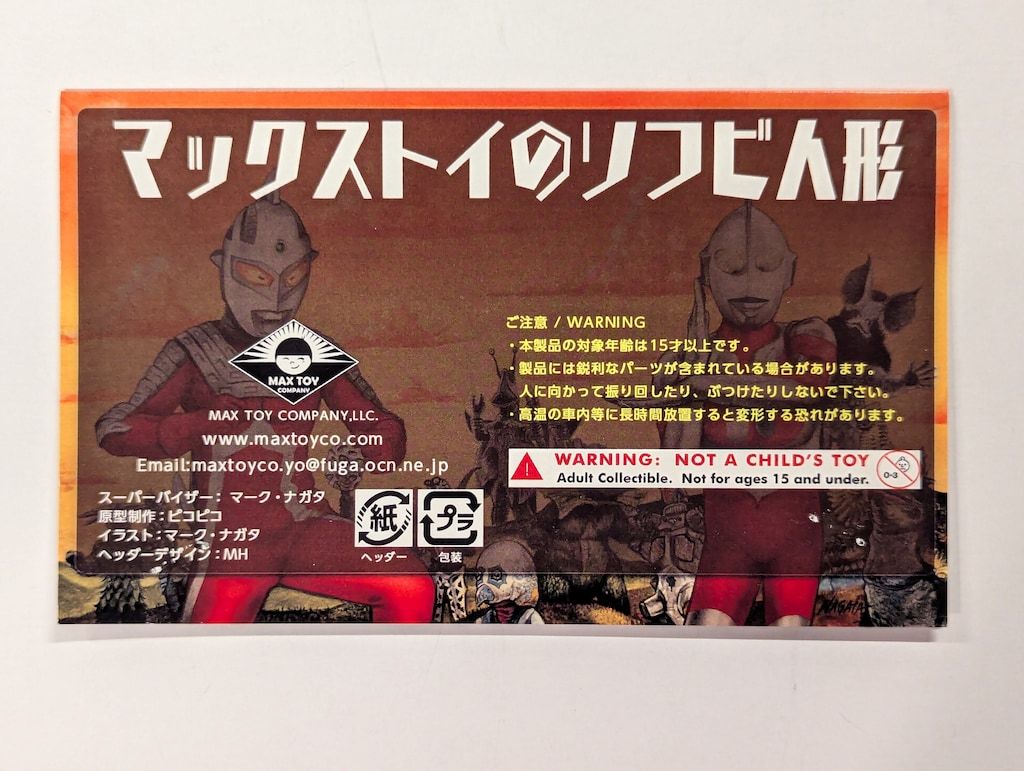 マックストイのソフビ人形
MAX TOY
COMPANY
MAX TOY COMPANY,LLC.
www.maxtoyco.com
Email:maxtoyco.yo@fuga.ocn.ne.jp
スーパーバイザー：マーク・ナガタ
原型制作：ピコピコ
イラスト：マーク・ナガタ
ヘッダーデザイン：MH
紙
ヘッダー
プラ
包装
ご注意 / WARNING
・本製品の対象年齢は15才以上です。
・製品には鋭利なパーツが含まれている場合があります。
人に向かって振り回したり、ぶつけたりしないで下さい。
・高温の車内等に長時間放置すると変形する恐れがあります。
WARNING: NOT A CHILD'S TOY
Adult Collectible. Not for ages 15 and under.
0-3
NAGATA